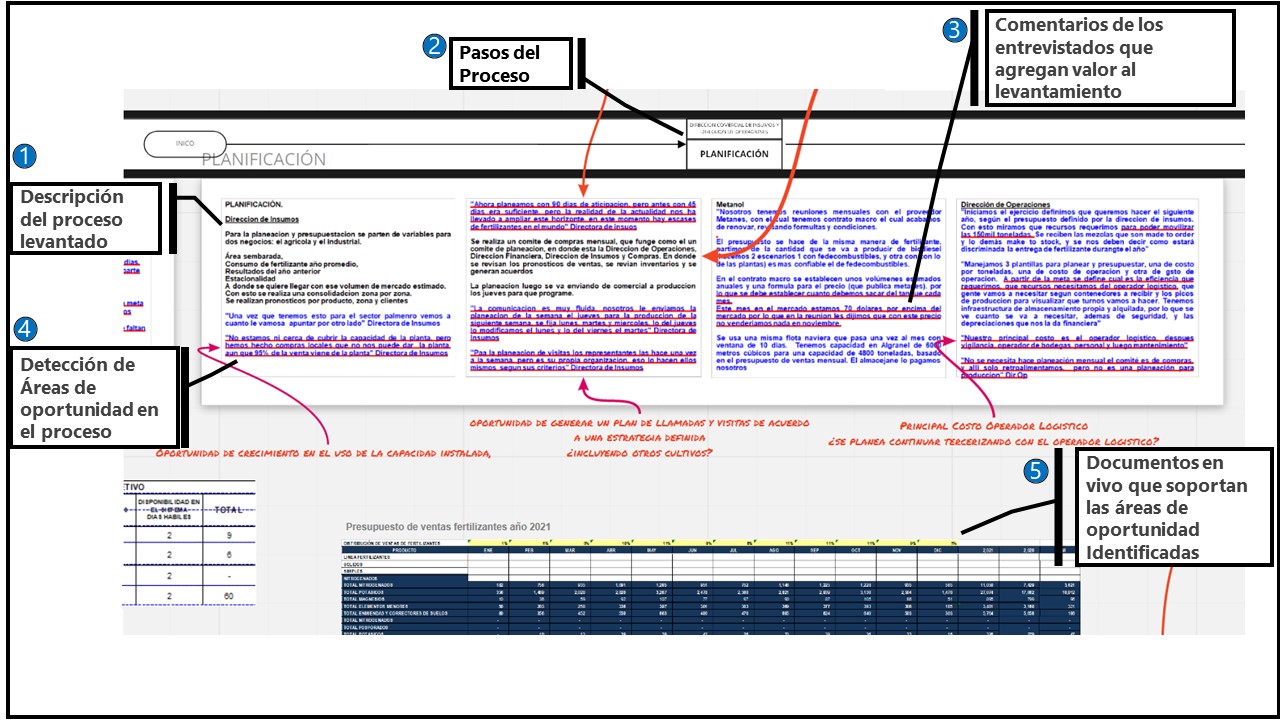 1
Descripción
del proceso
levantado
2
Pasos del
Proceso
3
Comentarios de los
entrevistados que
agregan valor al
levantamiento
4
Detección de
Áreas de
oportunidad en
el proceso
5
Documentos en
vivo que soportan
las áreas de
oportunidad
Identificadas
INICO
PLANIFICACIÓN
DIRECCION COMERCIAL DE INSUMOS Y
DIRECCION DE OPERACIONES
PLANIFICACIÓN
PLANIFICACIÓN.
Direccion de Insumos
Para la planeacion y presupuestacion se parten de variables para
dos negocios: el agricola y el industrial.
Area sembarada,
Consumo de fertilizante año promedio,
Resultados del año anterior
Estacionalidad
A donde se quiere llegar con ese volumen de mercado estimado.
Con esto se realiza una consolidadcion zona por zona.
Se realizan pronosticos por producto, zona y clientes
"Una vez que tenemos esto para el sector palmenro vemos a
cuanto le vamosa apuntar por otro lado" Directora de Insumos
"No estamos ni cerca de cubrir la capacidad de la planta, pero
hemos hecho compras locales que no nos puede dar la planta,
aun que 95% de la venta viene de la planta" Directora de Insumos
"Ahora planeamos con 90 dias de aticipacion, pero antes con 45
dias era suficiente, pero la realidad de la actualidad nos ha
llevado a ampliar este horizonte, en este momento hay escases
de fertilizantes en el mundo" Directora de insuos
Se realiza un comite de compras mensual, que funge como el un
comite de planeacion, en donde esta la Direccion de Operaciones,
Direccion Financiera, Direccion de Insumos y Compras. En donde
se revisan los pronosticos de ventas, se revian inventarios y se
generan acuerdos
La planeacion luego se va enviando de comercial a produccion
los jueves para que programe.
"La comunicacion es muy fluida, nosotros le enviamos la
planeacion de la semana el jueves para la produccion de la
siguiente semana, se fija lunes, martes y miercoles, lo del jueves
lo modificamos el lunes y lo del viernes el martes" Directora de
Insumos
"Paa la planeacion de visitas los representantes las hace una vez
a la semana, pero es su propia organizacion, eso lo hacen ellos
mismos, segun sus criterios" Directora de Insumos
Metanol
"Nosotros tenemos reuniones mensuales con el proveedor
Metanes, con el cual tenemos contrato macro el cual acabamos
de renovar, revisando formulas y condiciones.
El presupuesto se hace de la misma manera de fertilizante,
partimos de la cantidad que se va a producir de biodiesel
hacemos 2 escenarios 1 con fedecombustibles, y otra con con lo
de las plantas) es mas confiable el de fedecombustibles.
En el contrato macro se establecen unos volúmenes estimados
anuales y una formula para el precio (que publica metanes), por
lo que se debe establecer cuanto debemos sacar del tanque cada
mes.
Este mes en el mercado estamos 70 dolares por encima del
mercado por lo que en la reunión les dijimos que con este precio
no venderiamos nada en noviembre.
Se usa una misma flota naviera que pasa una vez al mes con
ventana de 10 dias. Tenemos capacidad en Algranel de 6000
metros cúbicos para una capacidad de 4800 toneladas, basado
en el presupuesto de ventas mensual. El almacejane lo pagamos
nosotros
Dirección de Operaciones
"Iniciamos el ejercicio definimos que queremos hacer el siguiente
año, según el presupuesto definido por la direccion de insumos.
Con esto miramos que recursos requerimos para poder movilizar
las 150mil toneladas. Se reciben las mezclas que son made to order
y lo demás make to stock, y se nos deben decir como estará
discriminada la entrega de fertilizante durante el año"
"Manejamos 3 plantillas para planear y presupuestar, una de costo
por toneladas, una de costo de operacion y otra de gsto de
operacion. A partir de la meta se define cual es la eficiencia que
requerimos, que recursos necesitamos del operador logistico, que
gente vamos a necesitar segun contenedores a recibir y los picos
de producción para visualizar que turnos vamos a hacer. Tenemos
infraestructura de almacenamiento propia y alquilada, por lo que se
ve cuanto se va a necesitar, ademas de seguridad, y las
depreciaciones que nos la da financiera"
"Nuestro principal costo es el operador logistico, despues
vigilancia, operador de bodegas, personal y luego mantenimiento"
"No se necesita hace planeación mensual el comité es de compras,
y alli solo retroalimentamos, pero no es una planeación para
produccion" Dir Op
dias,
parte
meta
os
faltan
OPORTUNIDAD DE CRECIMIENTO EN EL USO DE LA CAPACIDAD INSTALADA,
OPORTUNIDAD DE GENERAR UN PLAN DE LLAMADAS Y VISITAS DE ACUERDO
A UNA ESTRATEGIA DEFINIDA
¿INCLUYENDO OTROS CULTIVOS?
PRINCIPAL COSTO OPERADOR LOGISTICO
¿SE PLANEA CONTINUAR TERCERIZANDO CON EL OPERADOR LOGISTICO?
TIVO
DISPONIBILIDAD EN
EL SISTEMA
DIAS HABILES
TOTAL
2 9
2 6
2 -
2 60
Presupuesto de ventas fertilizantes año 2021
DISTRIBUCIÓN DE VENTAS DE FERTILIZANTES
PRODUCTO ENE FEB MAR ABR MAY JUN JUL AGO SEP OCT NOV DIC
LINEA FERTILIZANTES
SOLIDOS
SIMPLES
NITROGENADOS
TOTAL NITROGENADOS
TOTAL POTASICOS
TOTAL MAGNESIOS
TOTAL ELEMENTOS MENORES
TOTAL ENMIENDAS Y CORRECTORES DE SUELOS
TOTAL NITROGENADOS
TOTAL FOSFORADOS
TOTAL POTASICOS